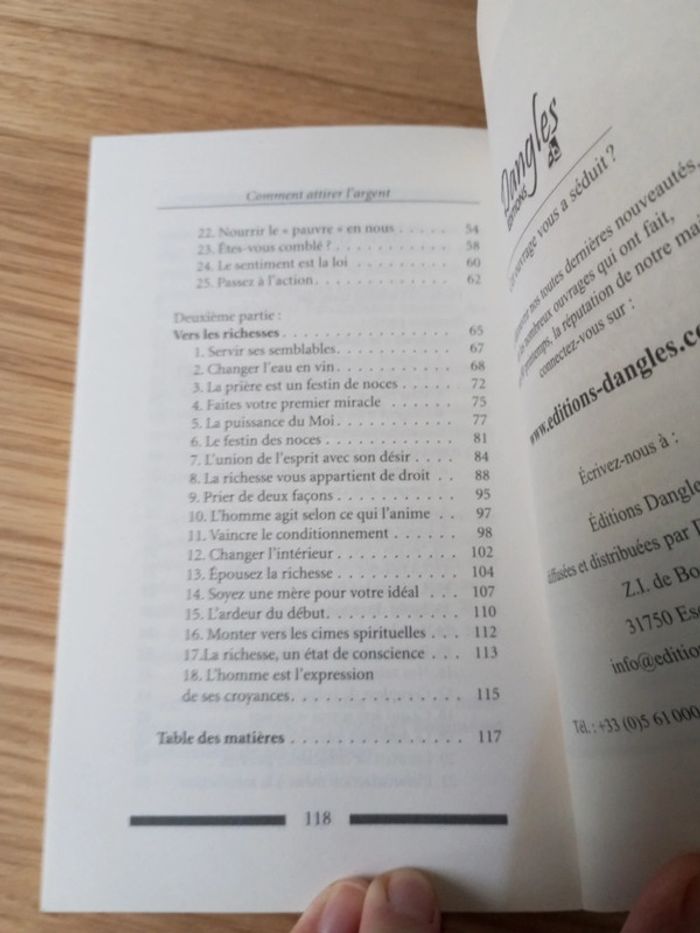 Comment attirer l'argent
22. Nourrir le « pauvre » en nous . . . . . 54
23. Êtes-vous comblé ? . . . . . . . . . . . 58
24. Le sentiment est la loi . . . . . . . . . 60
25. Passez à l'action. . . . . . . . . . . . . 62
Deuxième partie :
Vers les richesses. . . . . . . . . . . . . . . . 65
1. Servir ses semblables. . . . . . . . . . . 67
2. Changer l'eau en vin. . . . . . . . . . . 68
3. La prière est un festin de noces . . . . . 72
4. Faites votre premier miracle . . . . . . 75
5. La puissance du Moi. . . . . . . . . . . 77
6. Le festin des noces . . . . . . . . . . . . 81
7. L'union de l'esprit avec son désir . . . . 84
8. La richesse vous appartient de droit . . 88
9. Prier de deux façons . . . . . . . . . . . 95
10. L'homme agit selon ce qui l'anime . . 97
11. Vaincre le conditionnement . . . . . . 98
12. Changer l'intérieur . . . . . . . . . . . 102
13. Épousez la richesse . . . . . . . . . . . 104
14. Soyez une mère pour votre idéal . . . 107
15. L'ardeur du début. . . . . . . . . . . . 110
16. Monter vers les cimes spirituelles . . . 112
17.La richesse, un état de conscience . . . 113
18. L'homme est l'expression
de ses croyances. . . . . . . . . . . . . . . 115
Table des matières . . . . . . . . . . . . . . . 117
118
Dangles
ÉDITIONS
ouvrage vous a séduit ?
nos toutes dernières nouveautés,
nombreux ouvrages qui ont fait,
printemps, la réputation de notre
connectez-vous sur :
www.editions-dangles.co
Écrivez-nous à :
Éditions Dangle
diffusées et distribuées par
Z.I. de Bo
31750 Es
info@edition
Tél. : +33 (0)5 61 000